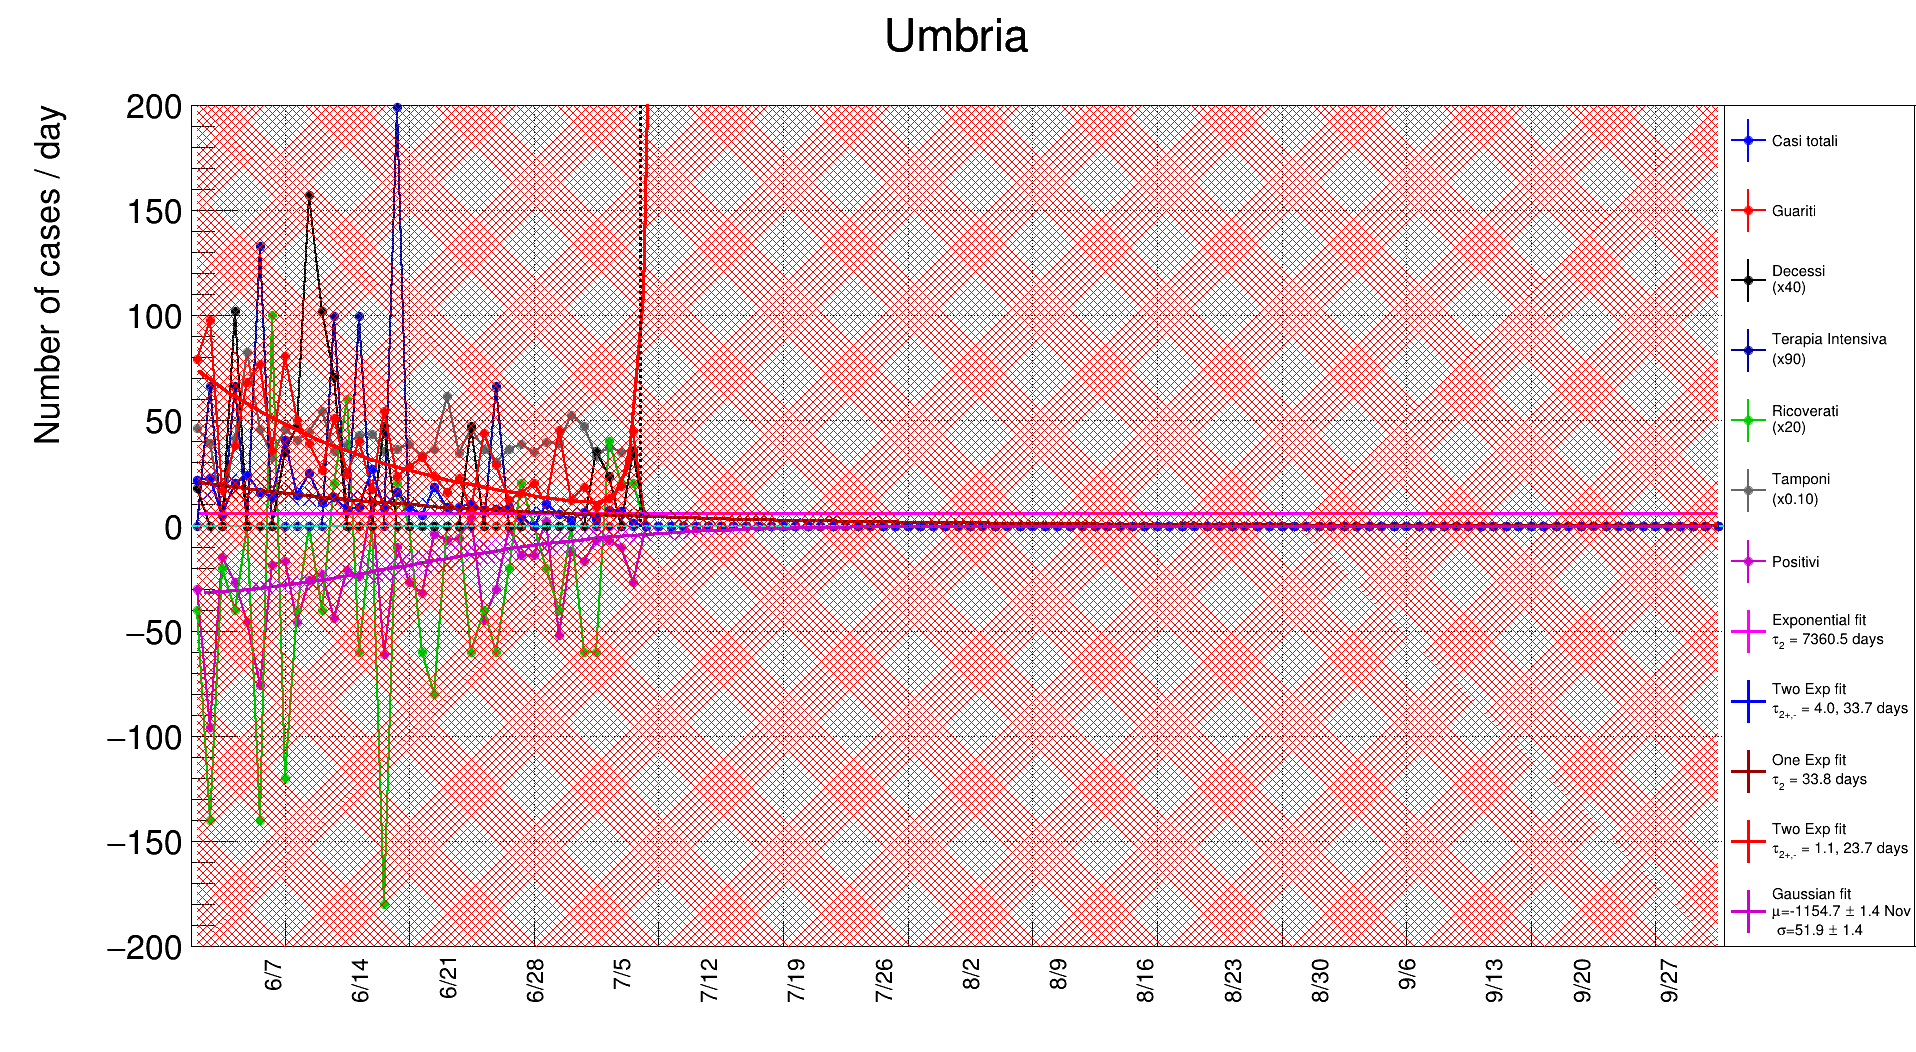 Umbria
Number of cases / day
200
150
100
50
0
−50
−100
−150
−200
6/7
6/14
6/21
6/28
7/5
7/12
7/19
7/26
8/2
8/9
8/16
8/23
8/30
9/6
9/13
9/20
9/27
Casi totali
Guariti
Decessi
(x40)
Terapia Intensiva
(x90)
Ricoverati
(x20)
Tamponi
(x0.10)
Positivi
Exponential fit
τ2 = 7360.5 days
Two Exp fit
τ2+,- = 4.0, 33.7 days
One Exp fit
τ2 = 33.8 days
Two Exp fit
τ2+,- = 1.1, 23.7 days
Gaussian fit
μ=-1154.7 ± 1.4 Nov
σ=51.9 ± 1.4